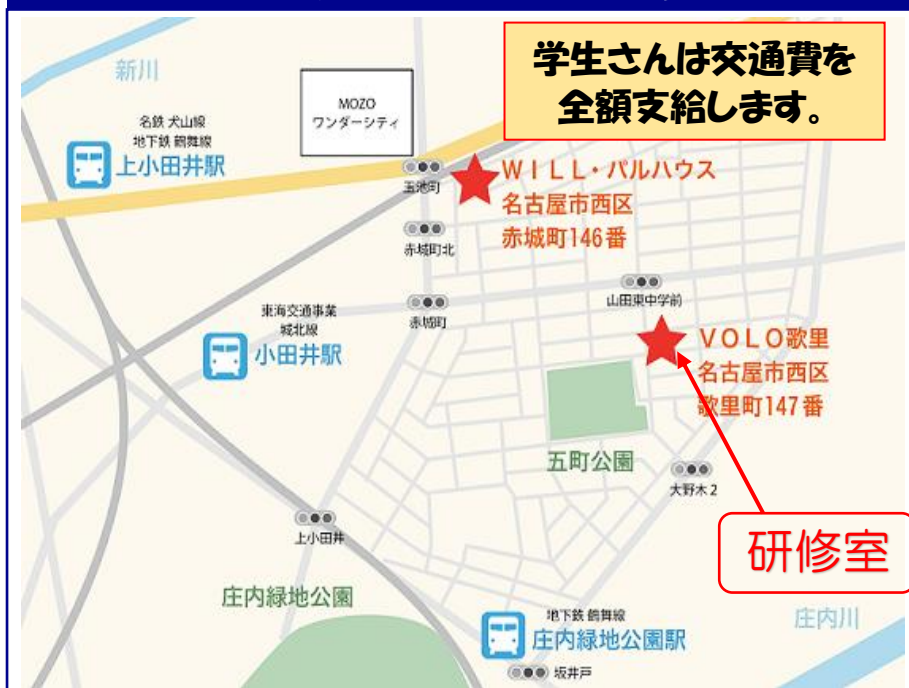 学生さんは交通費を
全額支給します。
新川
MOZO
ワンダーシティ
名鉄 犬山線
地下鉄 鶴舞線
上小田井駅
玉池町
WILL・パルハウス
名古屋市西区
赤城町146番
赤城町北
山田東中学前
赤城町
東海交通事業
城北線
小田井駅
VOLO歌里
名古屋市西区
歌里町147番
五町公園
大野木2
上小田井
研修室
庄内緑地公園
地下鉄 鶴舞線
庄内緑地公園駅
庄内川
坂井戸